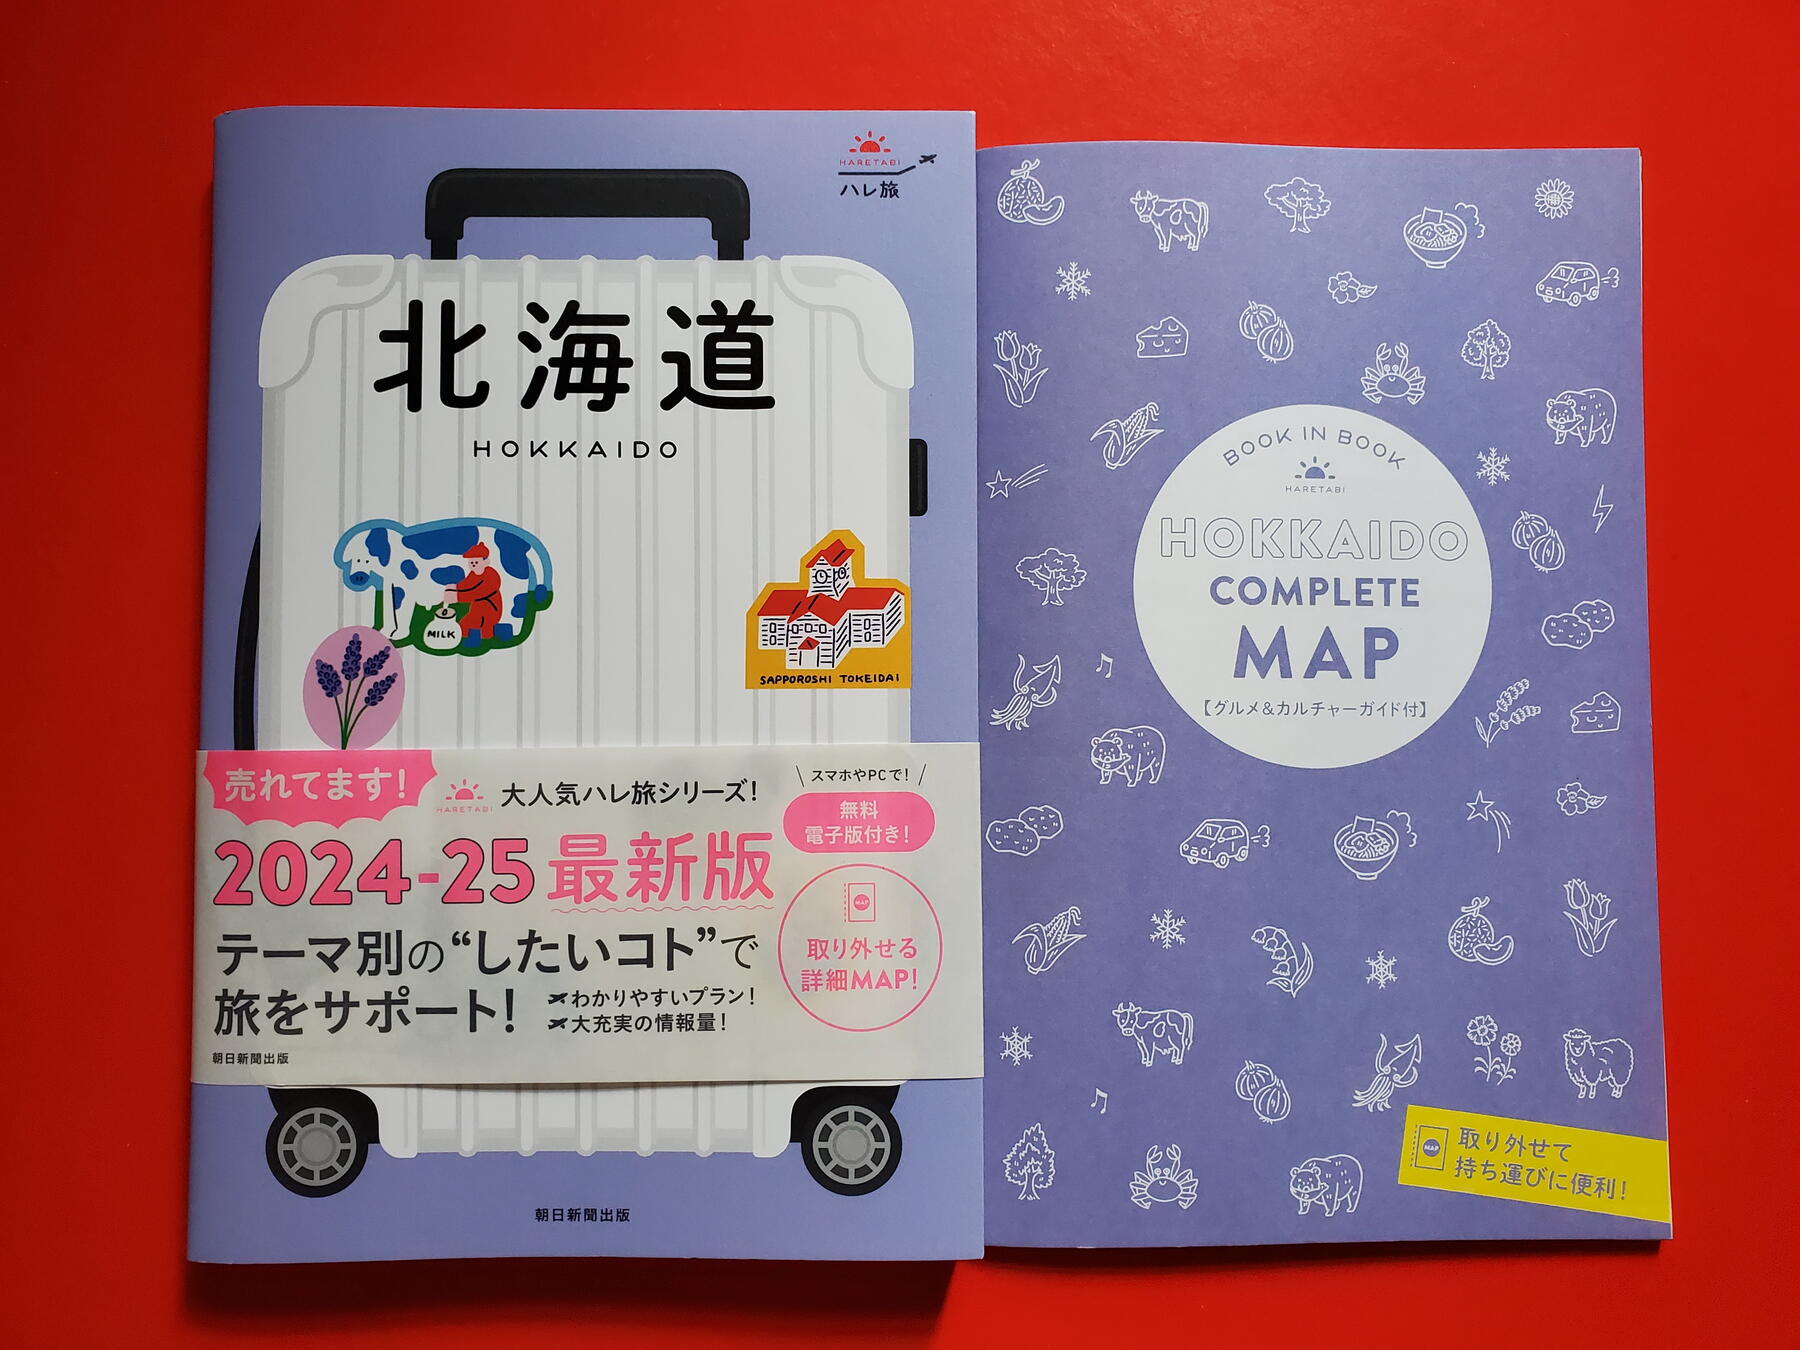 HARETABI
ハレ旅
北海道
HOKKAIDO
MILK
SAPPOROSHI TOKEIDAI
売れてます!
HARETABI
大人気ハレ旅シリーズ!
2024-25最新版
テーマ別の“したいコト”で
旅をサポート!
わかりやすいプラン!
大充実の情報量!
朝日新聞出版
スマホやPCで!
無料
電子版付き!
MAP
取り外せる
詳細MAP!
朝日新聞出版
BOOK IN BOOK
HARETABI
HOKKAIDO
COMPLETE
MAP
【グルメ&カルチャーガイド付】
MAP
取り外せて
持ち運びに便利!